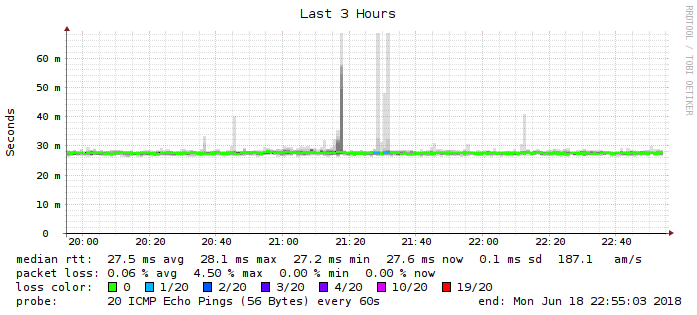 Last 3 Hours
RRDTOOL / TOBI OETIKER
Seconds
60 m
50 m
40 m
30 m
20 m
10 m
0
20:00 20:20 20:40 21:00 21:20 21:40 22:00 22:20 22:40
median rtt: 27.5 ms avg 28.1 ms max 27.2 ms min 27.6 ms now 0.1 ms sd 187.1 am/s
packet loss: 0.06 % avg 4.50 % max 0.00 % min 0.00 % now
loss color: 0 1/20 2/20 3/20 4/20 10/20 19/20
probe: 20 ICMP Echo Pings (56 Bytes) every 60s end: Mon Jun 18 22:55:03 2018